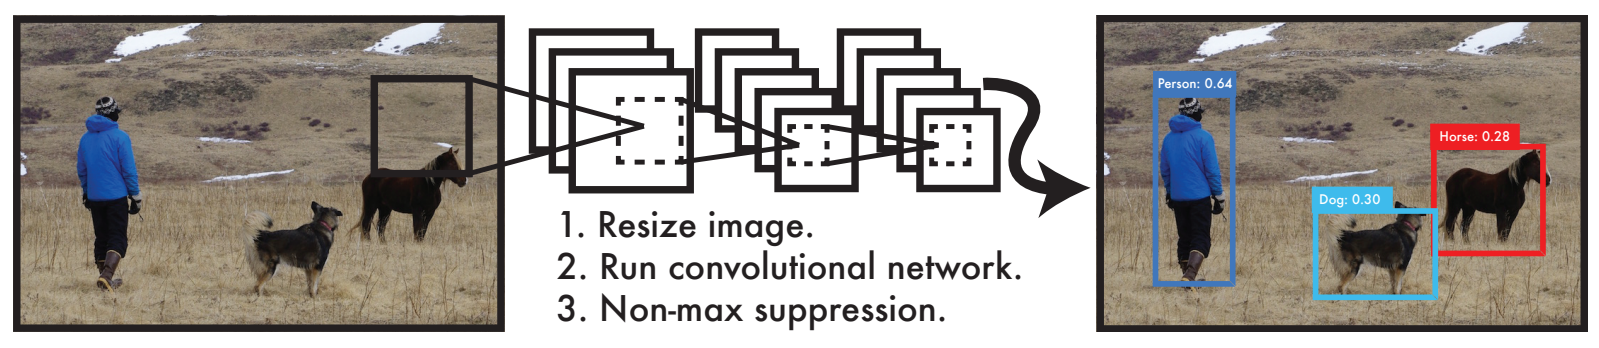 1. Resize image.
2. Run convolutional network.
3. Non-max suppression.
Person: 0.64
Horse: 0.28
Dog: 0.30